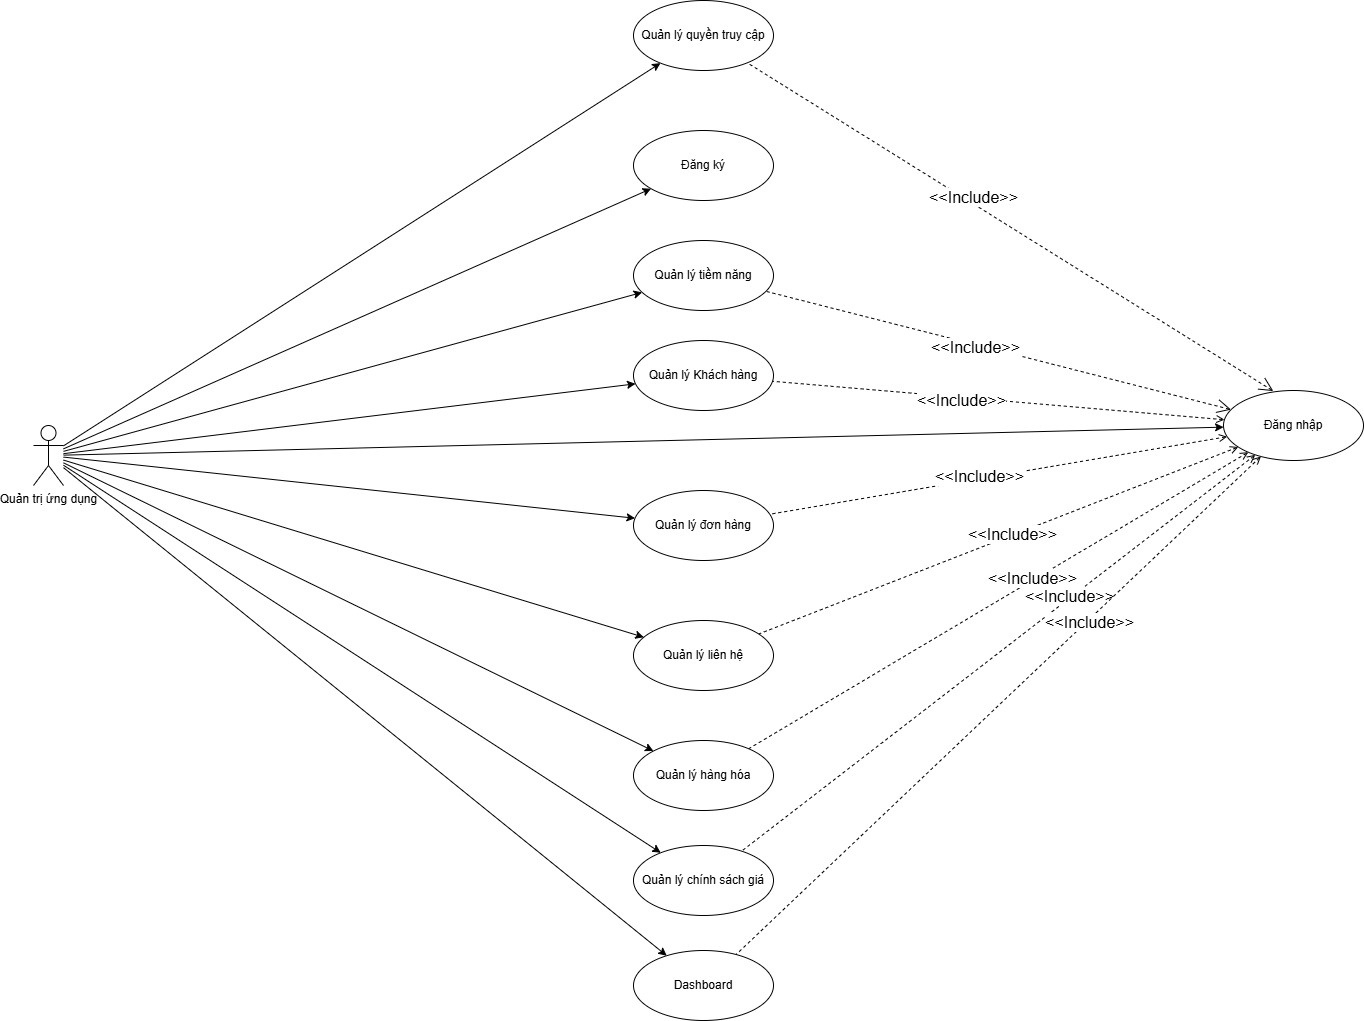 Quản lý quyền truy cập
Đăng ký
<<Include>>
Quản lý tiềm năng
<<Include>>
Quản lý Khách hàng
<<Include>>
Đăng nhập
Quản trị ứng dụng
<<Include>>
Quản lý đơn hàng
<<Include>>
<<Include>>
<<Include>>
<<Include>>
Quản lý liên hệ
Quản lý hàng hóa
Quản lý chính sách giá
Dashboard